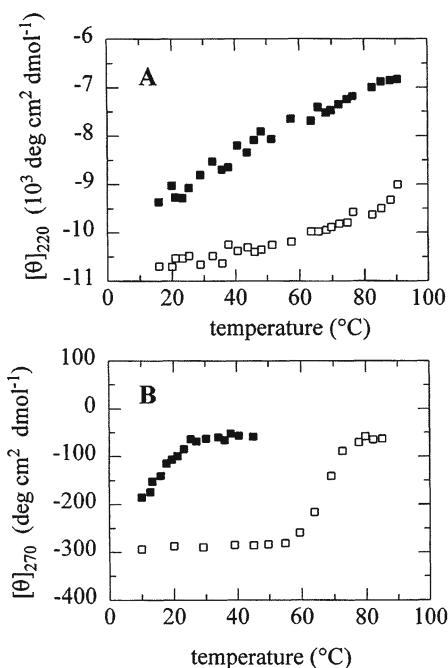 A
-6
-7
-8
-9
-10
-11
[θ]220 (10³ deg cm² dmol⁻¹)
0 20 40 60 80 100
temperature (°C)
B
100
0
-100
-200
-300
-400
[θ]270 (deg cm² dmol⁻¹)
0 20 40 60 80 100
temperature (°C)